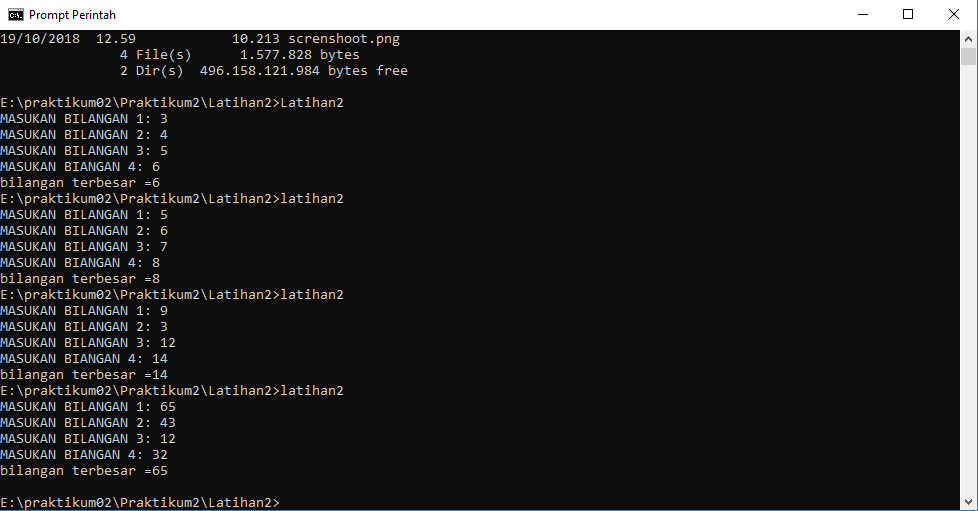 Prompt Perintah
19/10/2018  12.59            10.213 screnshoot.png
               4 File(s)      1.577.828 bytes
               2 Dir(s)  496.158.121.984 bytes free
E:\praktikum02\Praktikum2\Latihan2>Latihan2
MASUKAN BILANGAN 1: 3
MASUKAN BILANGAN 2: 4
MASUKAN BILANGAN 3: 5
MASUKAN BIANGAN 4: 6
bilangan terbesar =6
E:\praktikum02\Praktikum2\Latihan2>latihan2
MASUKAN BILANGAN 1: 5
MASUKAN BILANGAN 2: 6
MASUKAN BILANGAN 3: 7
MASUKAN BIANGAN 4: 8
bilangan terbesar =8
E:\praktikum02\Praktikum2\Latihan2>latihan2
MASUKAN BILANGAN 1: 9
MASUKAN BILANGAN 2: 3
MASUKAN BILANGAN 3: 12
MASUKAN BIANGAN 4: 14
bilangan terbesar =14
E:\praktikum02\Praktikum2\Latihan2>latihan2
MASUKAN BILANGAN 1: 65
MASUKAN BILANGAN 2: 43
MASUKAN BILANGAN 3: 12
MASUKAN BIANGAN 4: 32
bilangan terbesar =65
E:\praktikum02\Praktikum2\Latihan2>